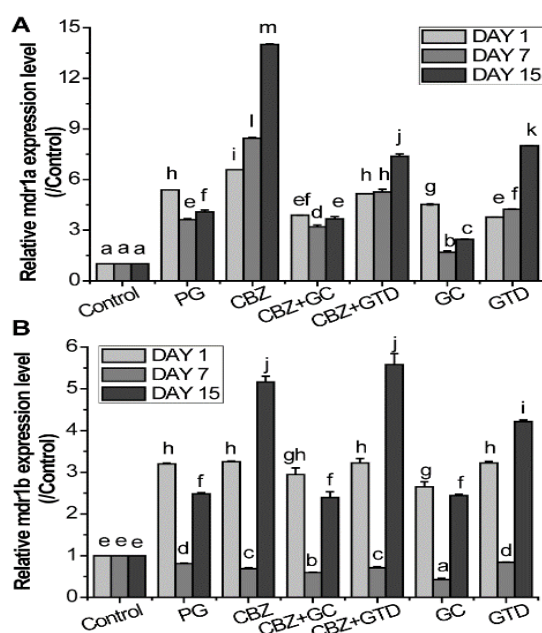 A
Relative mdr1a expression level
(/Control)
15
12
9
6
3
0
DAY 1
DAY 7
DAY 15
a a a
h e f
i l m
ef d e
h h j
g b c
e f k
Control
PG
CBZ
CBZ+GC
CBZ+GTD
GC
GTD
B
Relative mdr1b expression level
(/Control)
6
5
4
3
2
1
0
DAY 1
DAY 7
DAY 15
e e e
h d f
h c j
gh b f
h c j
g a f
h d i
Control
PG
CBZ
CBZ+GC
CBZ+GTD
GC
GTD